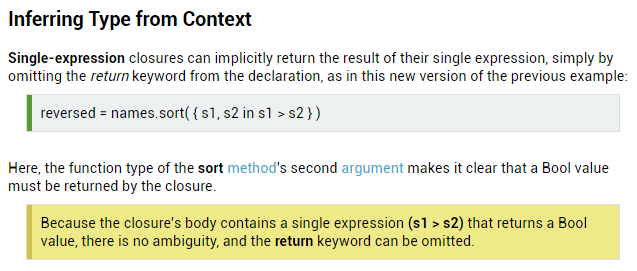 Inferring Type from Context
Single-expression closures can implicitly return the result of their single expression, simply by
omitting the return keyword from the declaration, as in this new version of the previous example:
reversed = names.sort( { s1, s2 in s1 > s2 } )
Here, the function type of the sort method's second argument makes it clear that a Bool value
must be returned by the closure.
Because the closure's body contains a single expression (s1 > s2) that returns a Bool
value, there is no ambiguity, and the return keyword can be omitted.